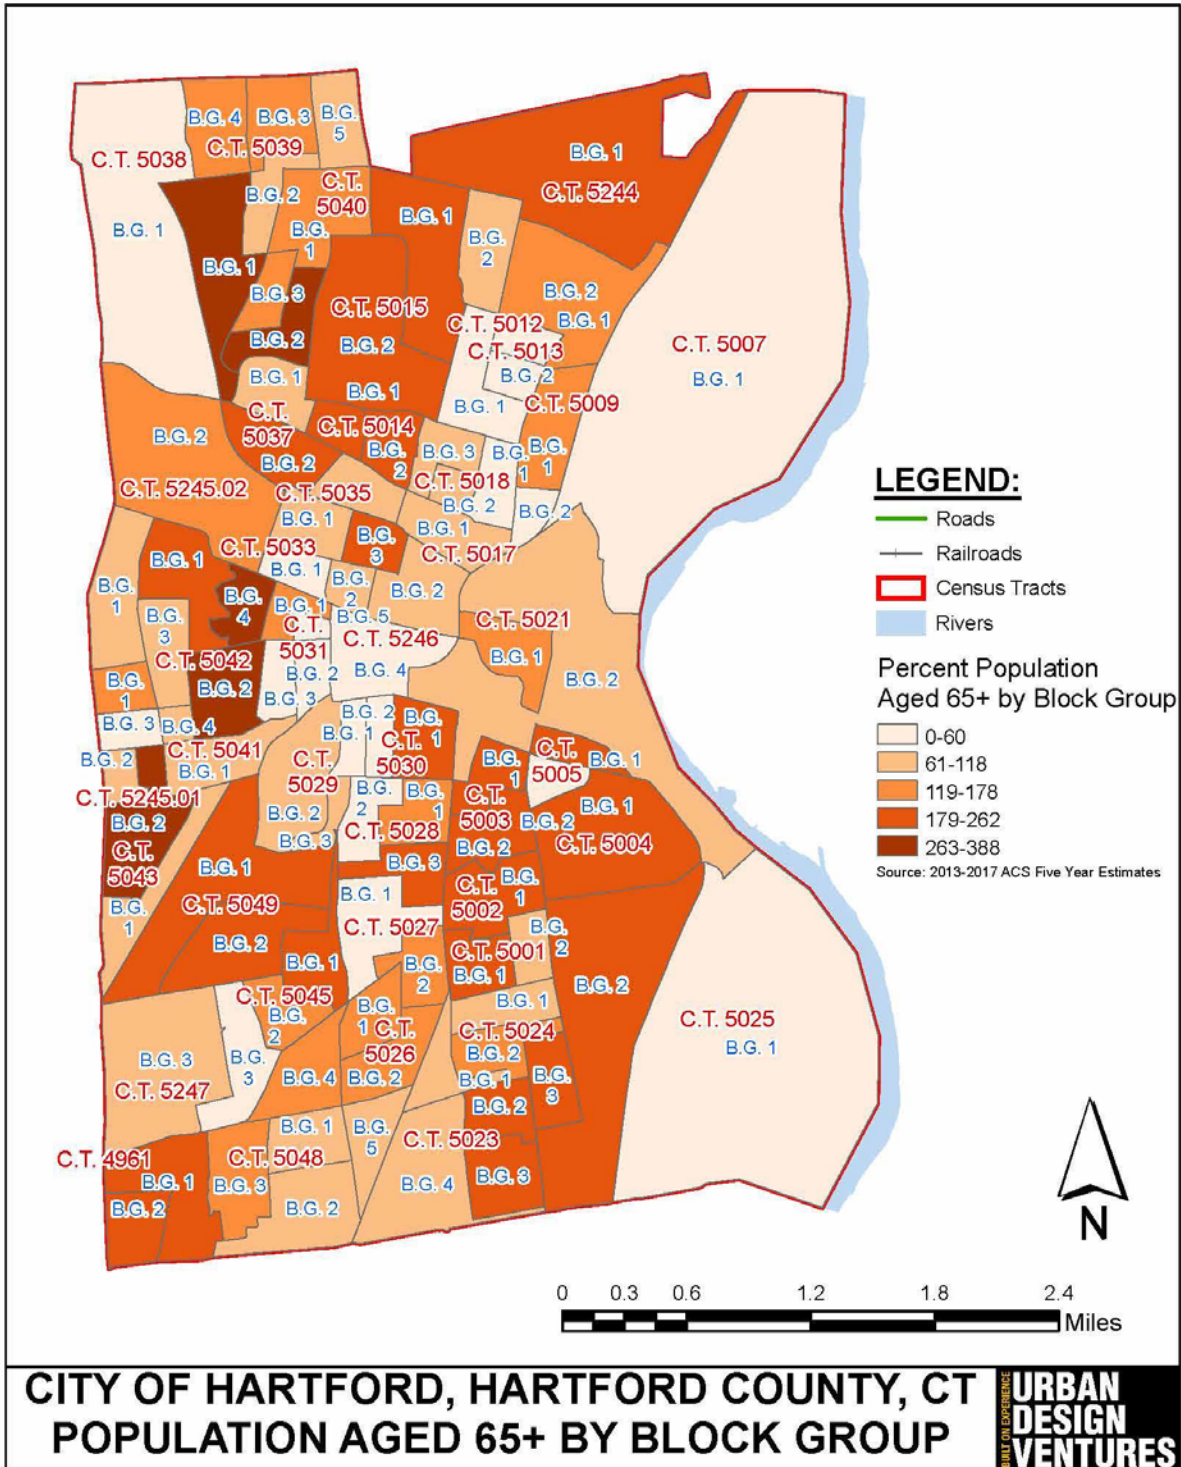 B.G. 4
B.G. 3
B.G.
5
C.T. 5039
C.T. 5038
B.G. 1
C.T. 5244
B.G. 2
C.T.
5040
B.G. 1
B.G. 1
B.G.
1
B.G.
2
B.G. 1
B.G. 3
B.G. 2
B.G. 1
C.T. 5015
C.T. 5012
C.T. 5013
C.T. 5007
B.G. 1
B.G. 2
B.G. 2
B.G. 2
B.G. 1
B.G. 1
B.G. 1
C.T. 5009
C.T.
5037
C.T. 5014
B.G. 2
B.G. 2
B.G.
2
B.G. 3
B.G.
1
B.G.
1
C.T. 5245.02
C.T. 5035
C.T. 5018
B.G. 2
B.G. 2
B.G. 1
B.G. 1
C.T. 5033
B.G.
3
C.T. 5017
B.G. 1
B.G. 1
B.G.
2
B.G. 2
B.G.
1
B.G.
4
B.G. 1
B.G. 5
B.G.
3
C.T.
5031
C.T. 5246
C.T. 5021
B.G. 1
B.G. 2
C.T. 5042
B.G. 2
B.G. 2
B.G. 4
B.G.
1
B.G. 3
B.G. 3
B.G. 4
B.G. 2
B.G. 1
B.G.
1
C.T.
5030
C.T. 5041
B.G. 2
B.G. 1
C.T.
5029
B.G.
1
C.T.
5005
B.G. 1
C.T. 5245.01
B.G.
2
B.G.
1
C.T.
5003
B.G. 1
B.G. 2
B.G. 2
B.G. 2
C.T. 5028
B.G. 3
C.T. 5004
C.T.
5043
B.G. 2
B.G. 1
B.G. 3
B.G. 1
C.T.
5002
B.G.
1
C.T. 5049
B.G.
1
C.T. 5027
B.G.
2
B.G. 2
C.T. 5001
B.G. 1
B.G. 1
B.G.
2
B.G. 2
C.T. 5045
B.G.
2
B.G.
1
B.G. 1
C.T. 5025
B.G. 1
C.T.
5026
C.T. 5024
B.G. 3
B.G.
3
B.G. 2
B.G. 4
B.G. 2
B.G. 1
B.G.
3
C.T. 5247
B.G. 2
B.G. 1
B.G.
5
C.T. 5023
C.T. 4961
C.T. 5048
B.G. 1
B.G. 3
B.G. 3
B.G. 4
B.G. 2
B.G. 2
LEGEND:
Roads
Railroads
Census Tracts
Rivers
Percent Population
Aged 65+ by Block Group
0-60
61-118
119-178
179-262
263-388
Source: 2013-2017 ACS Five Year Estimates
N
0 0.3 0.6 1.2 1.8 2.4
Miles
CITY OF HARTFORD, HARTFORD COUNTY, CT
POPULATION AGED 65+ BY BLOCK GROUP
BUILT ON EXPERIENCE
URBAN
DESIGN
VENTURES